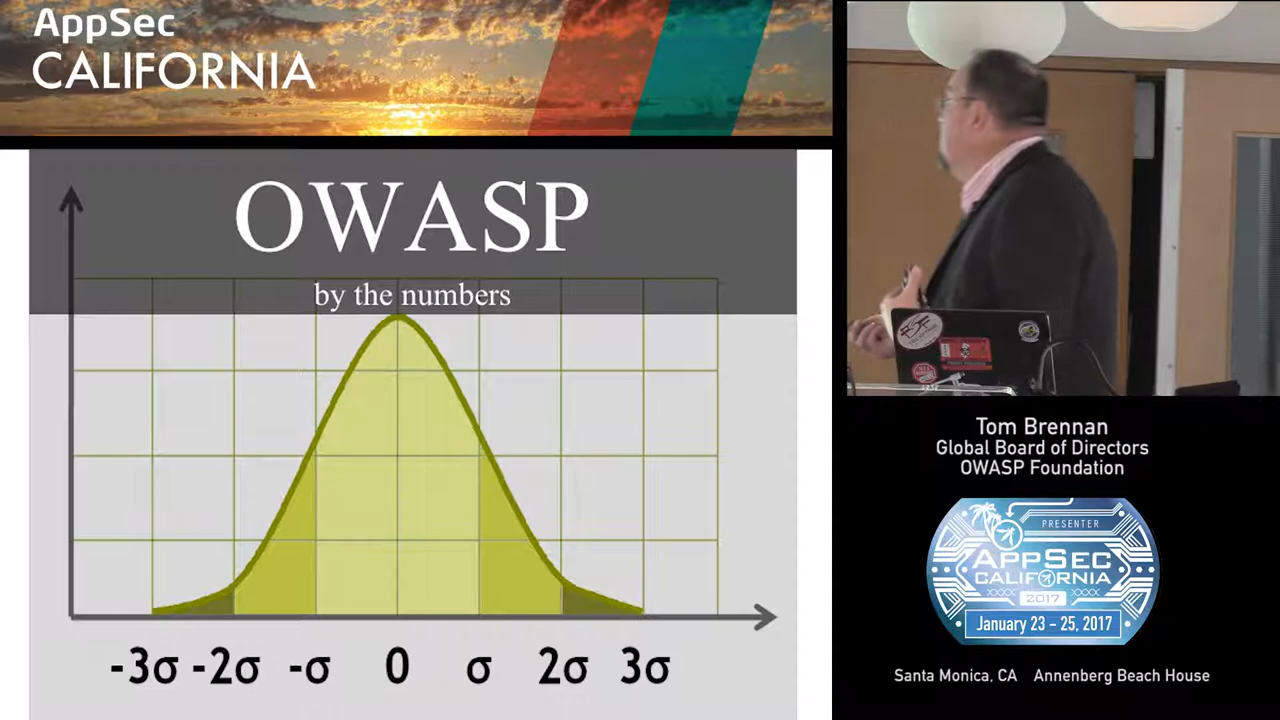 AppSec
CALIFORNIA
OWASP
by the numbers
-3σ -2σ -σ 0 σ 2σ 3σ
Tom Brennan
Global Board of Directors
OWASP Foundation
PRESENTER
APPSEC
CALIFORNIA
2017
January 23 – 25, 2017
Santa Monica, CA Annenberg Beach House